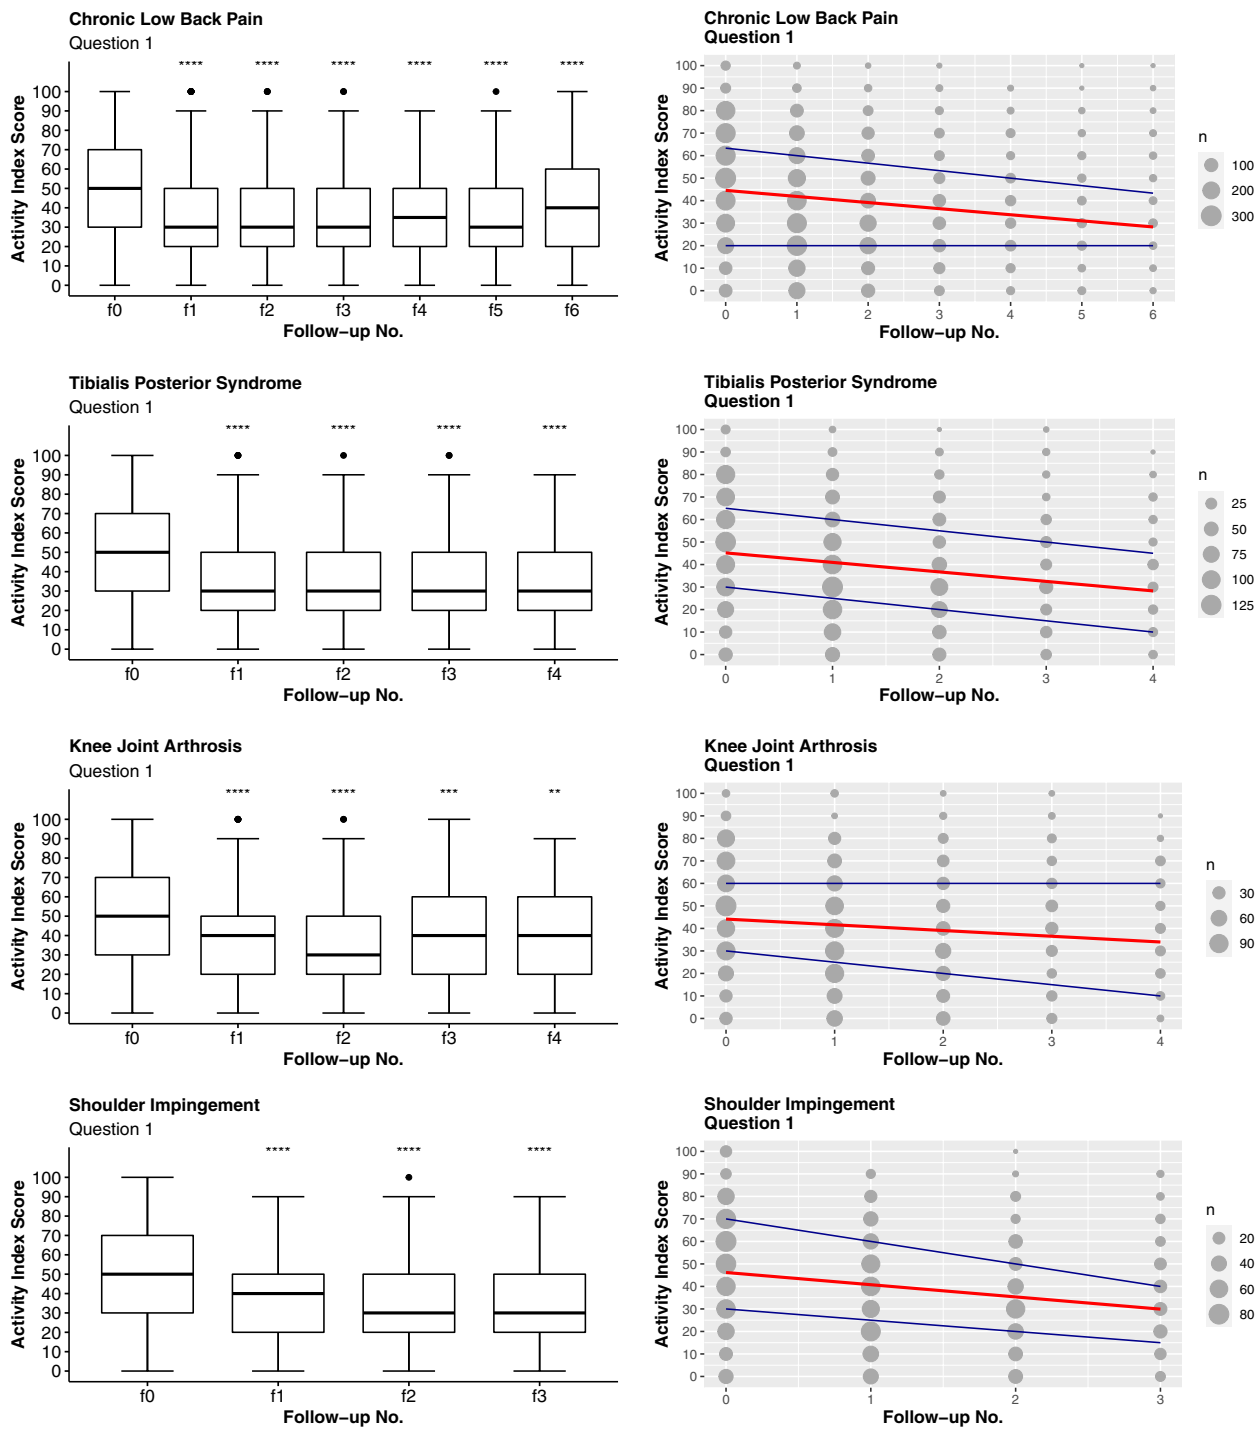 Chronic Low Back Pain
Question 1
**** **** **** **** **** ****
Activity Index Score
100
90
80
70
60
50
40
30
20
10
0
f0 f1 f2 f3 f4 f5 f6
Follow−up No.
Chronic Low Back Pain
Question 1
Activity Index Score
100
90
80
70
60
50
40
30
20
10
0
0 1 2 3 4 5 6
Follow−up No.
n
100
200
300
Tibialis Posterior Syndrome
Question 1
**** **** **** ****
Activity Index Score
100
90
80
70
60
50
40
30
20
10
0
f0 f1 f2 f3 f4
Follow−up No.
Tibialis Posterior Syndrome
Question 1
Activity Index Score
100
90
80
70
60
50
40
30
20
10
0
0 1 2 3 4
Follow−up No.
n
25
50
75
100
125
Knee Joint Arthrosis
Question 1
**** **** *** **
Activity Index Score
100
90
80
70
60
50
40
30
20
10
0
f0 f1 f2 f3 f4
Follow−up No.
Knee Joint Arthrosis
Question 1
Activity Index Score
100
90
80
70
60
50
40
30
20
10
0
0 1 2 3 4
Follow−up No.
n
30
60
90
Shoulder Impingement
Question 1
**** **** ****
Activity Index Score
100
90
80
70
60
50
40
30
20
10
0
f0 f1 f2 f3
Follow−up No.
Shoulder Impingement
Question 1
Activity Index Score
100
90
80
70
60
50
40
30
20
10
0
0 1 2 3
Follow−up No.
n
20
40
60
80